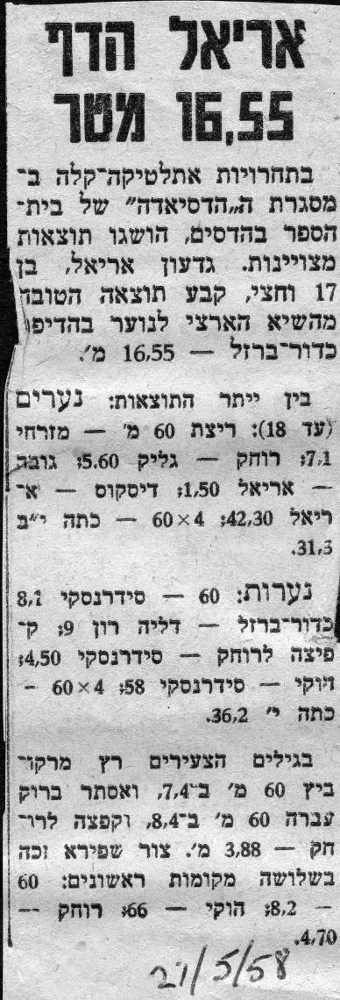 אריאל הדף
16,55 מטר
בתחרויות אתלטיקה־קלה ב־
מסגרת ה„הדסיאדה” של בית־
הספר בהדסים, הושגו תוצאות
מצויינות. גדעון אריאל, בן
17 וחצי, קבע תוצאה הטובה
מהשיא הארצי לנוער בהדיפת
כדור־ברזל — 16,55 מ׳.
בין ייתר התוצאות: נערים
(עד 18): ריצת 60 מ׳ — מזרחי
7,1; רוחק — גליק 5.60; גובה
— אריאל 1,50; דיסקוס — א־
ריאל 42,30; 4×60 — כתה י״ב
31,3.
נערות: 60 — סידרנסקי 8,1
כדור־ברזל — דליה רון 9; ק־
פיצה לרוחק — סידרנסקי 4,50;
הוקי — סידרנסקי 58; 4×60 —
כתה י׳ 36,2.
בגילים הצעירים רץ מרקו־
ביץ 60 מ׳ ב־7,4, ואסתר ברוק
עברה 60 מ׳ ב־8,4, וקפצה לרו־
חק — 3,88 מ׳. צור שפירא זכה
בשלושה מקומות ראשונים: 60
— 8,2; הוקי — 66; רוחק —
4,70.
27/5/58